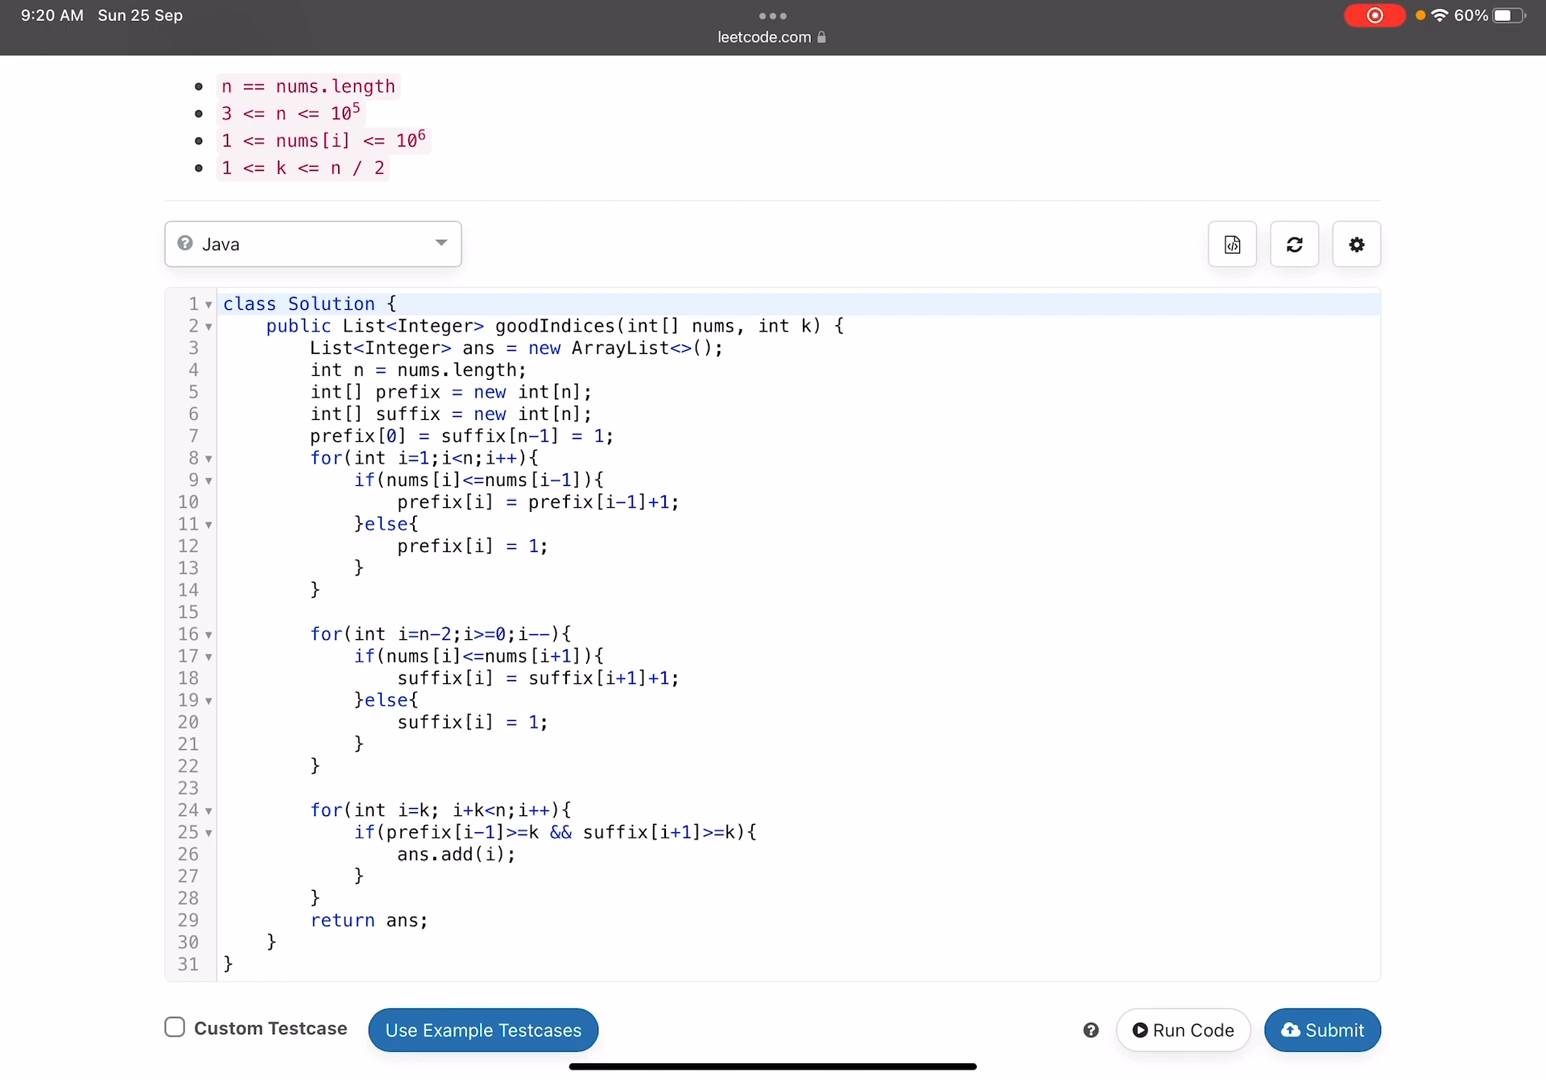 9:20 AM Sun 25 Sep
60%
leetcode.com
n == nums.length
3 <= n <= 10^5
1 <= nums[i] <= 10^6
1 <= k <= n / 2
Java
1 class Solution {
2     public List<Integer> goodIndices(int[] nums, int k) {
3         List<Integer> ans = new ArrayList<>();
4         int n = nums.length;
5         int[] prefix = new int[n];
6         int[] suffix = new int[n];
7         prefix[0] = suffix[n-1] = 1;
8         for(int i=1;i<n;i++){
9             if(nums[i]<=nums[i-1]){
10                 prefix[i] = prefix[i-1]+1;
11             }else{
12                 prefix[i] = 1;
13             }
14         }
15
16         for(int i=n-2;i>=0;i--){
17             if(nums[i]<=nums[i+1]){
18                 suffix[i] = suffix[i+1]+1;
19             }else{
20                 suffix[i] = 1;
21             }
22         }
23
24         for(int i=k; i+k<n;i++){
25             if(prefix[i-1]>=k && suffix[i+1]>=k){
26                 ans.add(i);
27             }
28         }
29         return ans;
30     }
31 }
Custom Testcase Use Example Testcases Run Code Submit